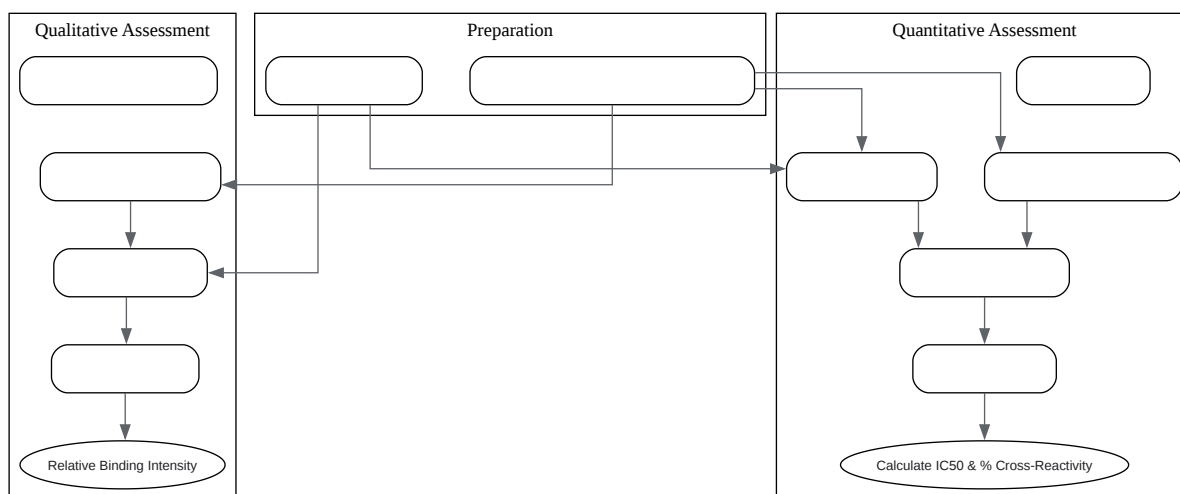 Qualitative Assessment
Preparation
Quantitative Assessment
Relative Binding Intensity
Calculate IC50 & % Cross-Reactivity